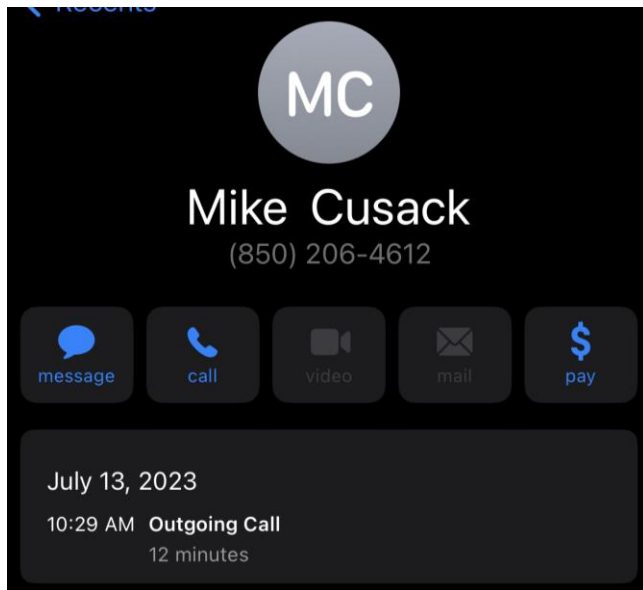 Recents
MC
Mike Cusack
(850) 206-4612
message call video mail pay
July 13, 2023
10:29 AM Outgoing Call
12 minutes